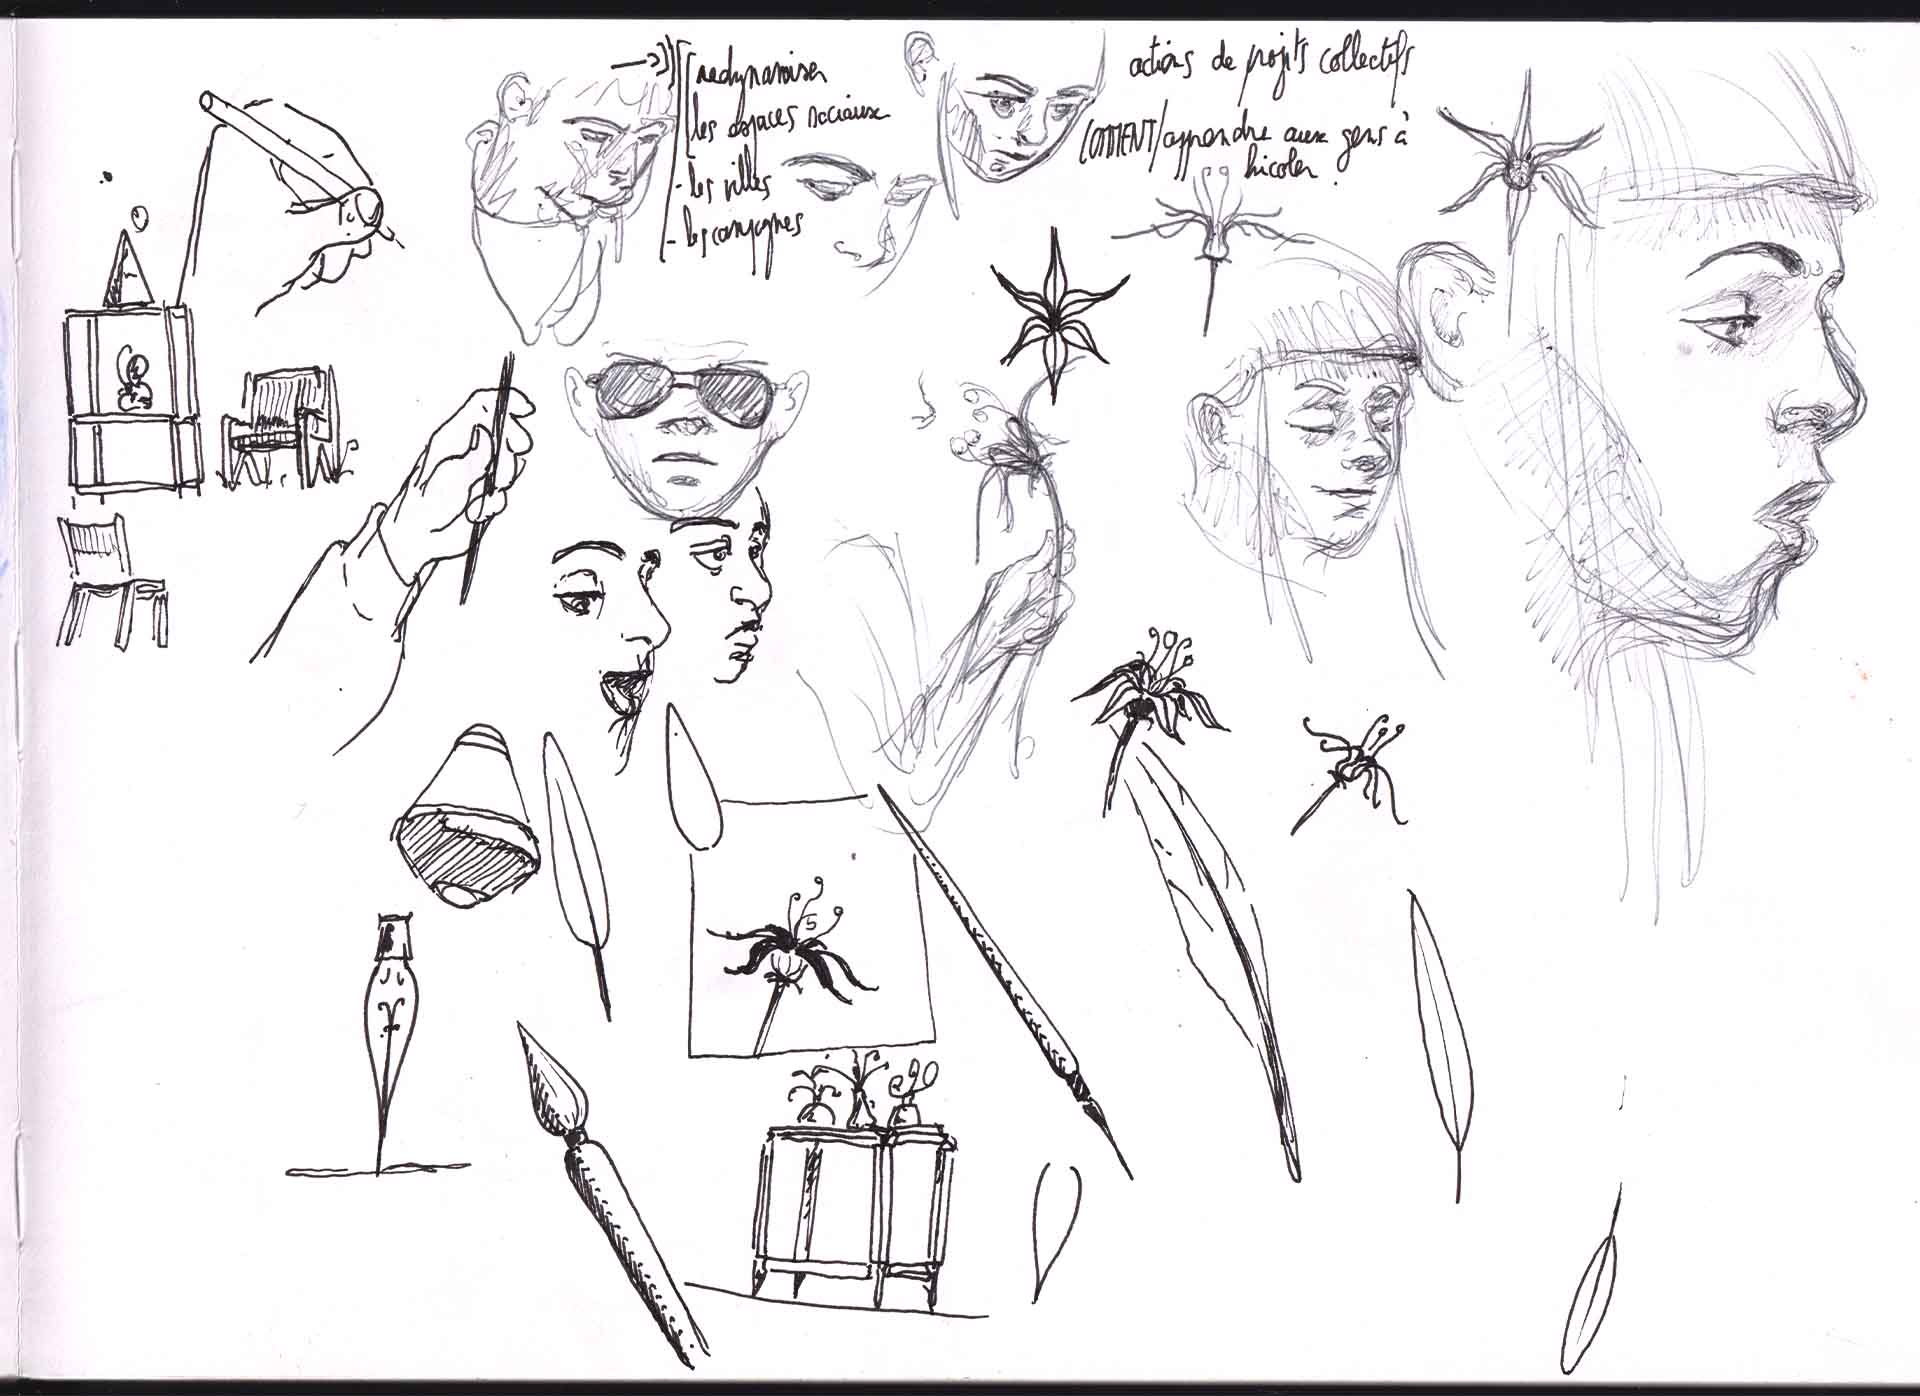 redynamiser
les espaces sociaux
- les villes
- les campagnes
actions de projets collectifs
COMMENT/apprendre aux gens à
bricoler.